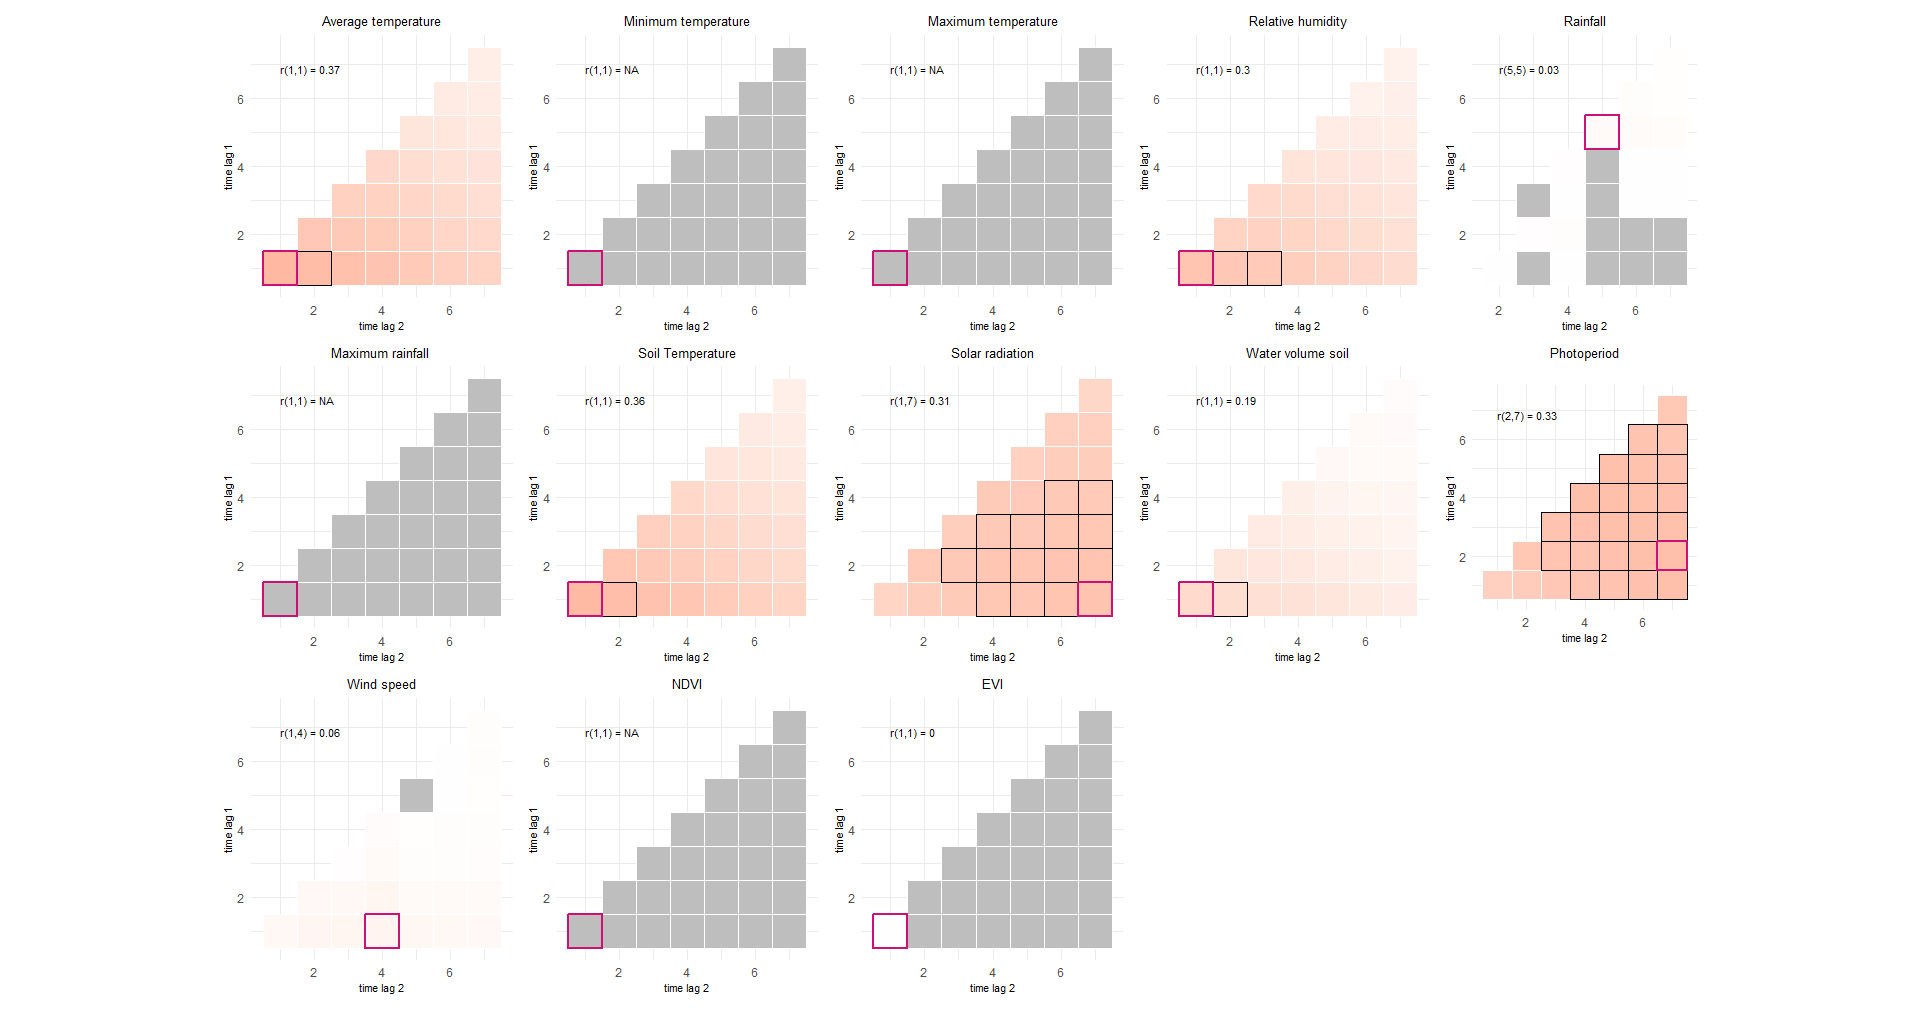 Average temperature
r(1,1) = 0.37
6
4
2
time lag 1
2 4 6
time lag 2
Minimum temperature
r(1,1) = NA
6
4
2
time lag 1
2 4 6
time lag 2
Maximum temperature
r(1,1) = NA
6
4
2
time lag 1
2 4 6
time lag 2
Relative humidity
r(1,1) = 0.3
6
4
2
time lag 1
2 4 6
time lag 2
Rainfall
r(5,5) = 0.03
6
4
2
time lag 1
2 4 6
time lag 2
Maximum rainfall
r(1,1) = NA
6
4
2
time lag 1
2 4 6
time lag 2
Soil Temperature
r(1,1) = 0.36
6
4
2
time lag 1
2 4 6
time lag 2
Solar radiation
r(1,7) = 0.31
6
4
2
time lag 1
2 4 6
time lag 2
Water volume soil
r(1,1) = 0.19
6
4
2
time lag 1
2 4 6
time lag 2
Photoperiod
r(2,7) = 0.33
6
4
2
time lag 1
2 4 6
time lag 2
Wind speed
r(1,4) = 0.06
6
4
2
time lag 1
2 4 6
time lag 2
NDVI
r(1,1) = NA
6
4
2
time lag 1
2 4 6
time lag 2
EVI
r(1,1) = 0
6
4
2
time lag 1
2 4 6
time lag 2